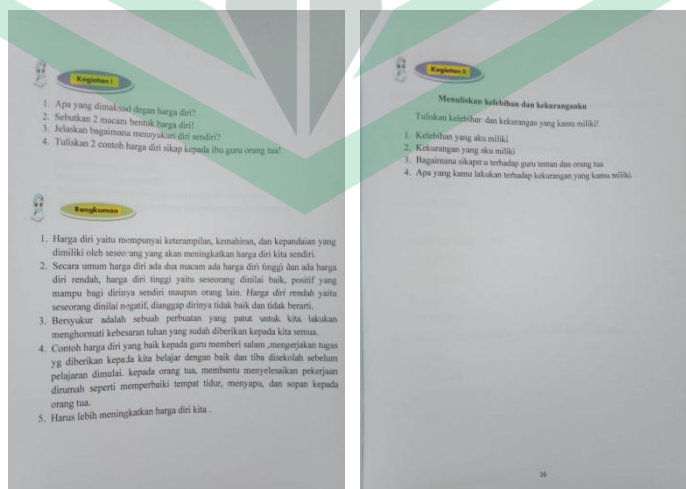 Kegiatan I
1. Apa yang dimaksud degan harga diri?
2. Sebutkan 2 macam bentuk harga diri!
3. Jelaskan bagaimana mensyukuri diri sendiri?
4. Tuliskan 2 contoh harga diri sikap kepada ibu guru orang tua!
Rangkuman
1. Harga diri yaitu mempunyai keterampilan, kemahiran, dan kepandaian yang
dimiliki oleh seseorang yang akan meningkatkan harga diri kita sendiri.
2. Secara umum harga diri ada dua macam ada harga diri tinggi dan ada harga
diri rendah, harga diri tinggi yaitu seseorang dinilai baik, positif yang
mampu bagi dirinya sendiri maupun orang lain. Harga diri rendah yaitu
seseorang dinilai negatif, dianggap dirinya tidak baik dan tidak berarti.
3. Bersyukur adalah sebuah perbuatan yang patut untuk kita lakukan
menghormati kebesaran tuhan yang sudah diberikan kepada kita semua.
4. Contoh harga diri yang baik kepada guru memberi salam ,mengerjakan tugas
yg diberikan kepada kita belajar dengan baik dan tiba disekolah sebelum
pelajaran dimulai. kepada orang tua, membantu menyelesaikan pekerjaan
dirumah seperti memperbaiki tempat tidur, menyapu, dan sopan kepada
orang tua.
5. Harus lebih meningkatkan harga diri kita .
Kegiatan II
Menuliskan kelebihan dan kekuranganku
Tuliskan kelebihan dan kekurangan yang kamu miliki!
1. Kelebihan yang aku miliki
2. Kekurangan yang aku miliki
3. Bagaimana sikapmu terhadap guru teman dan orang tua
4. Apa yang kamu lakukan terhadap kekurangan yang kamu miliki.